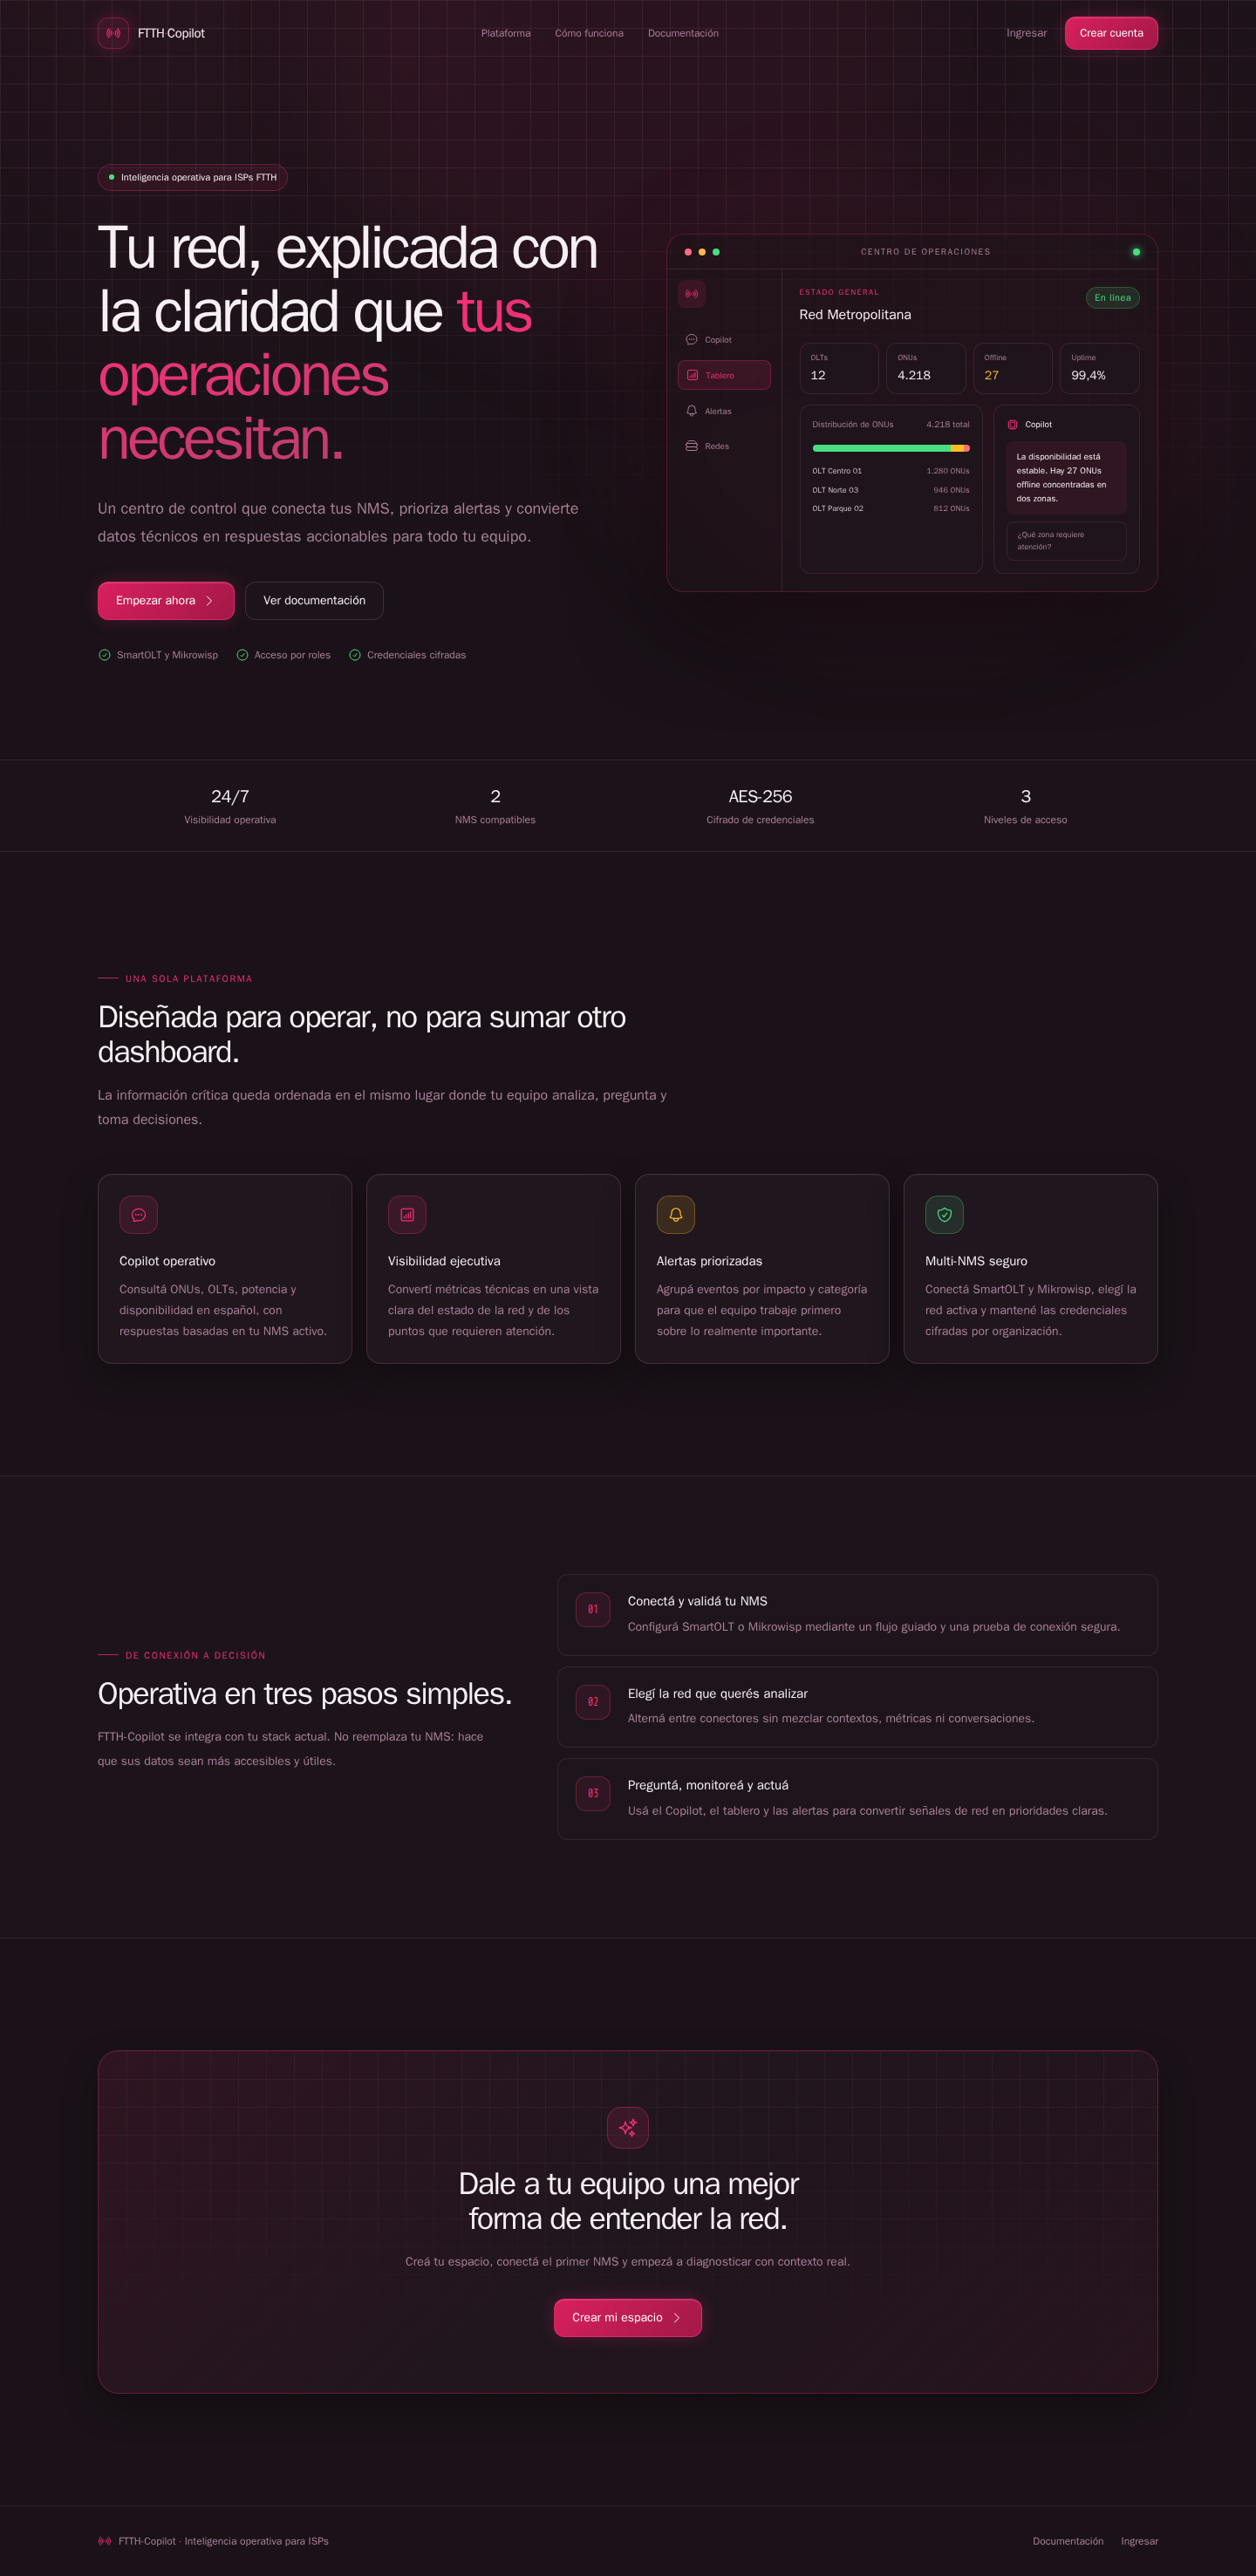 FTTH-Copilot
Plataforma
Cómo funciona
Documentación
Ingresar
Crear cuenta
Inteligencia operativa para ISPs FTTH
Tu red, explicada con
la claridad que tus
operaciones
necesitan.
Un centro de control que conecta tus NMS, prioriza alertas y convierte
datos técnicos en respuestas accionables para todo tu equipo.
Empezar ahora
Ver documentación
SmartOLT y Mikrowisp
Acceso por roles
Credenciales cifradas
CENTRO DE OPERACIONES
Copilot
Tablero
Alertas
Redes
ESTADO GENERAL
Red Metropolitana
En línea
OLTs
12
ONUs
4.218
Offline
27
Uptime
99,4%
Distribución de ONUs
4.218 total
OLT Centro 01
1.280 ONUs
OLT Norte 03
946 ONUs
OLT Parque 02
812 ONUs
Copilot
La disponibilidad está
estable. Hay 27 ONUs
offline concentradas en
dos zonas.
¿Qué zona requiere
atención?
24/7
Visibilidad operativa
2
NMS compatibles
AES-256
Cifrado de credenciales
3
Niveles de acceso
UNA SOLA PLATAFORMA
Diseñada para operar, no para sumar otro
dashboard.
La información crítica queda ordenada en el mismo lugar donde tu equipo analiza, pregunta y
toma decisiones.
Copilot operativo
Consultá ONUs, OLTs, potencia y
disponibilidad en español, con
respuestas basadas en tu NMS activo.
Visibilidad ejecutiva
Convertí métricas técnicas en una vista
clara del estado de la red y de los
puntos que requieren atención.
Alertas priorizadas
Agrupá eventos por impacto y categoría
para que el equipo trabaje primero
sobre lo realmente importante.
Multi-NMS seguro
Conectá SmartOLT y Mikrowisp, elegí la
red activa y mantené las credenciales
cifradas por organización.
DE CONEXIÓN A DECISIÓN
Operativa en tres pasos simples.
FTTH-Copilot se integra con tu stack actual. No reemplaza tu NMS: hace
que sus datos sean más accesibles y útiles.
01
Conectá y validá tu NMS
Configurá SmartOLT o Mikrowisp mediante un flujo guiado y una prueba de conexión segura.
02
Elegí la red que querés analizar
Alterná entre conectores sin mezclar contextos, métricas ni conversaciones.
03
Preguntá, monitoreá y actuá
Usá el Copilot, el tablero y las alertas para convertir señales de red en prioridades claras.
Dale a tu equipo una mejor
forma de entender la red.
Creá tu espacio, conectá el primer NMS y empezá a diagnosticar con contexto real.
Crear mi espacio
FTTH-Copilot · Inteligencia operativa para ISPs
Documentación
Ingresar